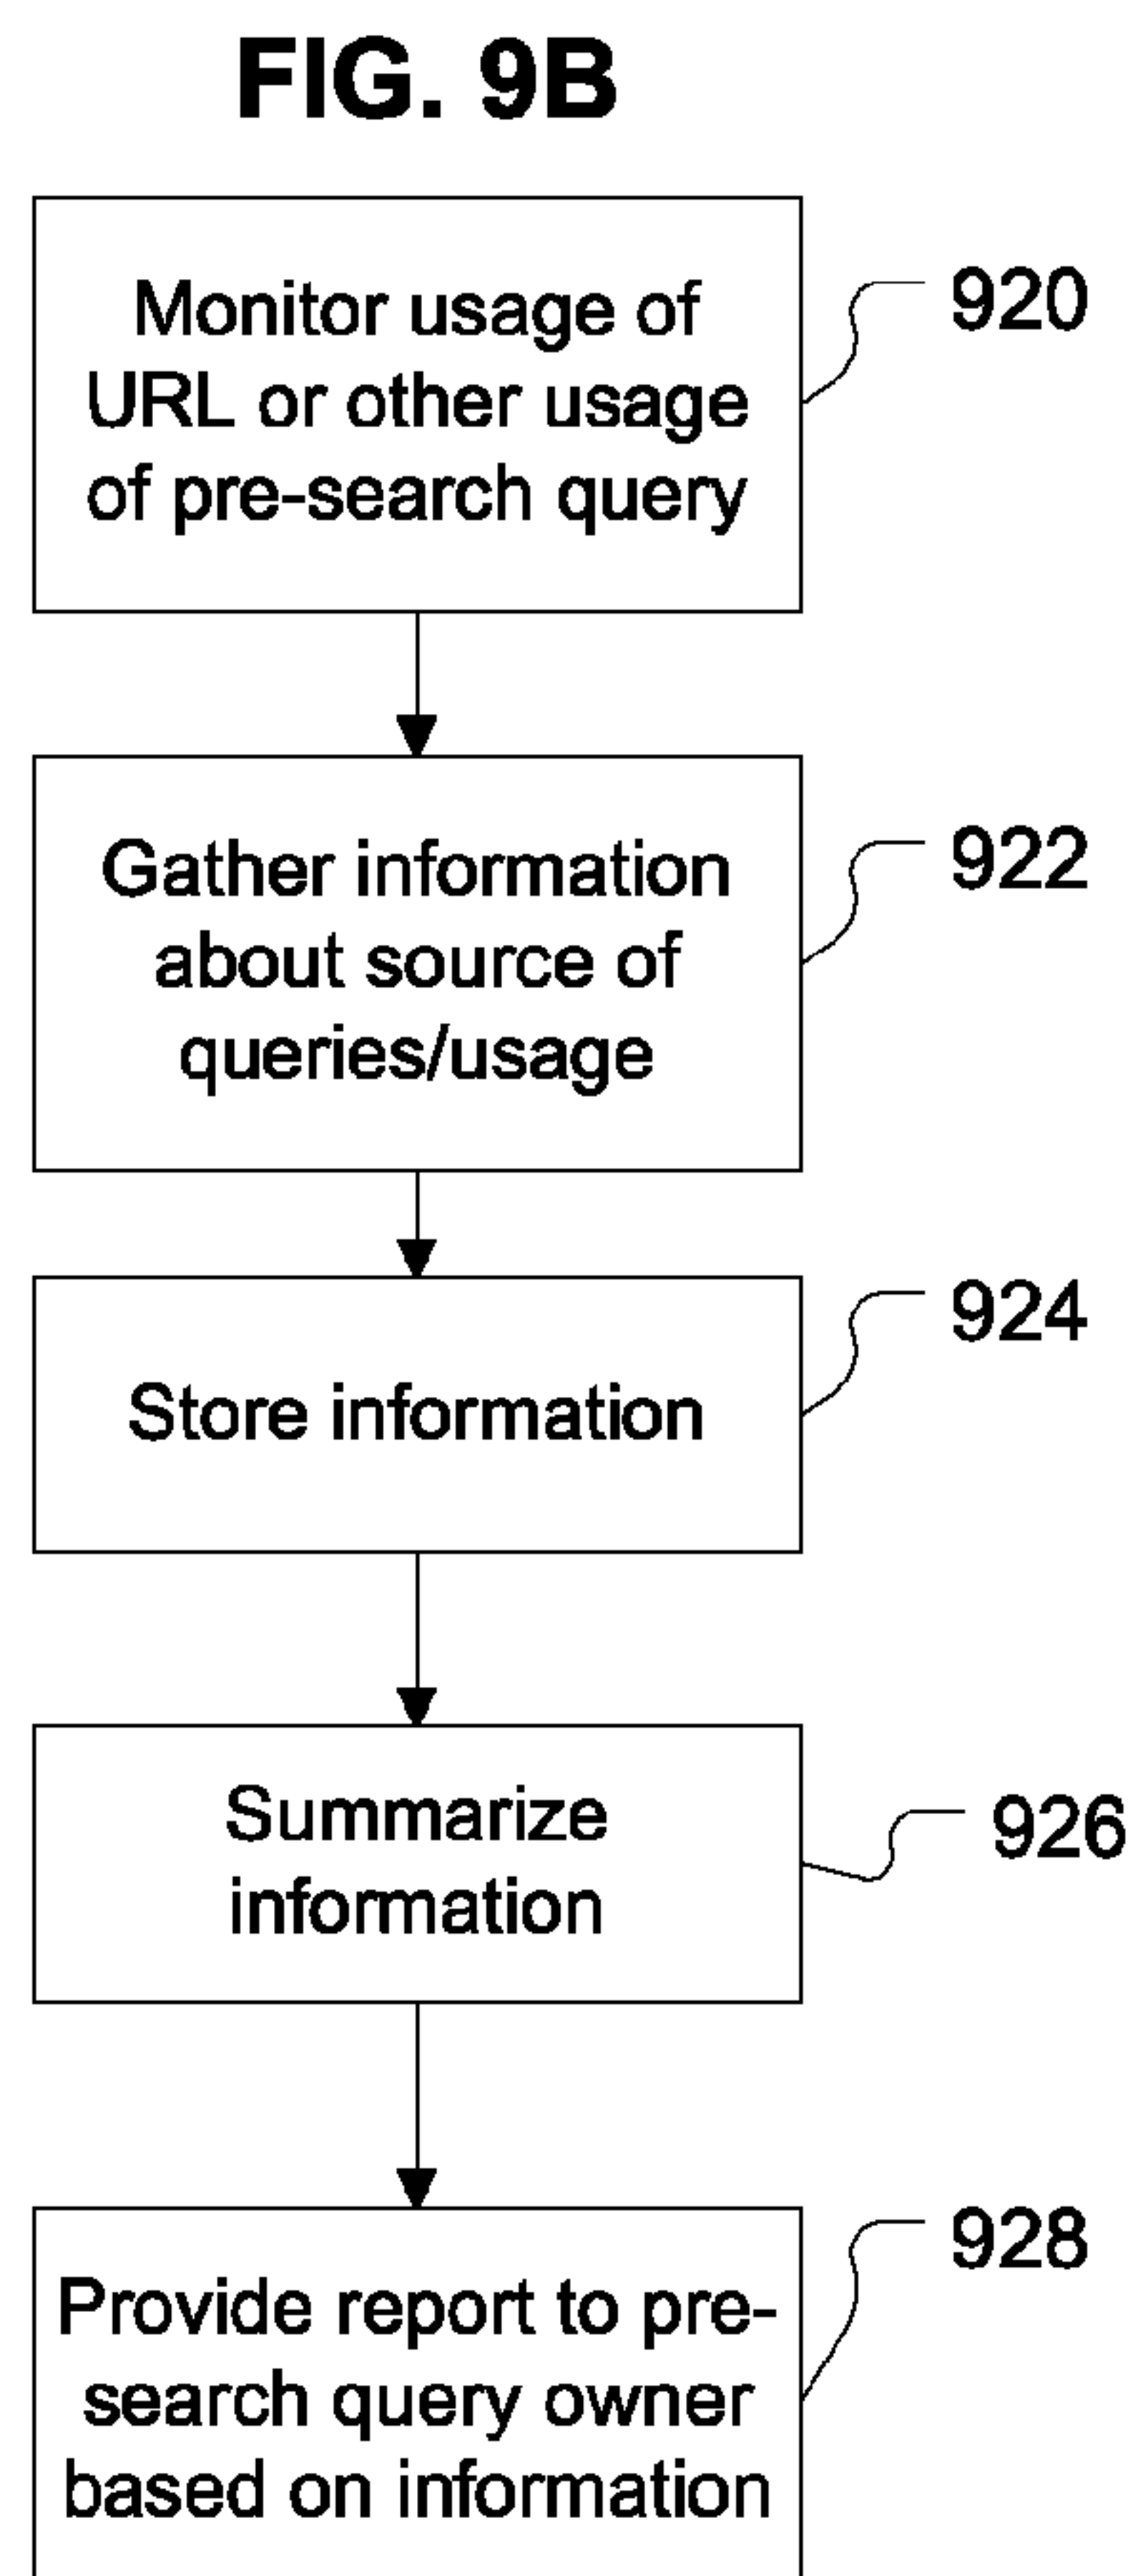 FIG. 9B
Monitor usage of
URL or other usage
of pre-search query
920
Gather information
about source of
queries/usage
922
Store information
924
Summarize
information
926
Provide report to pre-
search query owner
based on information
928